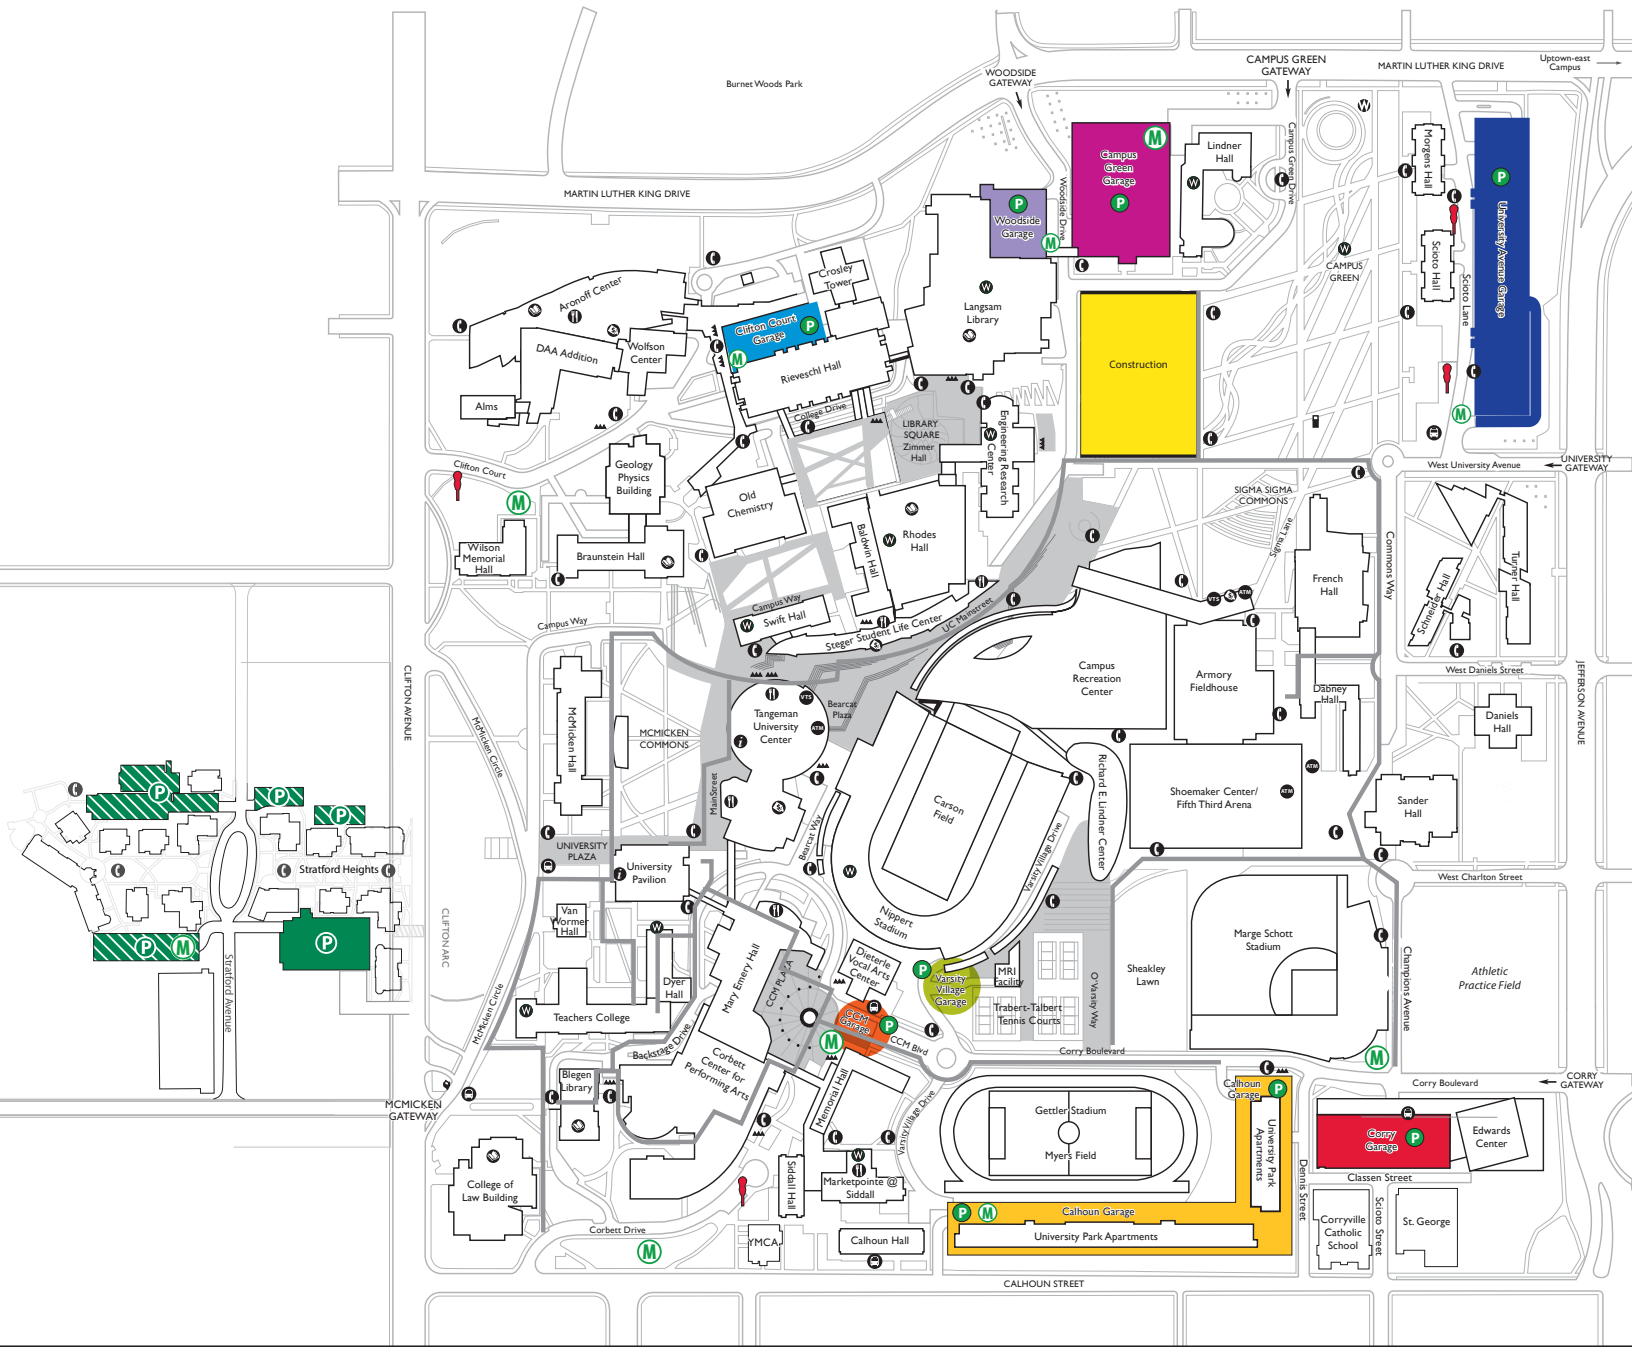 CAMPUS GREEN
GATEWAY
MARTIN LUTHER KING DRIVE
Uptown-east
Campus
WOODSIDE
GATEWAY
Burnet Woods Park
MARTIN LUTHER KING DRIVE
Campus
Green
Garage
M
P
Lindner
Hall
W
Campus Green Drive
W
Morgens Hall
P
University Avenue Garage
Woodside Drive
P
Woodside
Garage
M
W
CAMPUS
GREEN
Scioto Hall
Scioto Lane
Crosley
Tower
Aronoff Center
W
Langsam
Library
Clifton Court
Garage
P
M
DAA Addition
Wolfson
Center
Rieveschl Hall
Construction
Alms
College Drive
LIBRARY
SQUARE
Zimmer
Hall
W
Engineering Research
Center
M
Clifton Court
M
Geology
Physics
Building
West University Avenue
UNIVERSITY
GATEWAY
SIGMA SIGMA
COMMONS
Sigma Lane
Old
Chemistry
Baldwin Hall
W
Rhodes
Hall
Wilson
Memorial
Hall
Braunstein Hall
French
Hall
Commons Way
Schneider Hall
Turner Hall
VTS
ATM
Campus Way
W
Swift Hall
Campus Way
Steger Student Life Center
UC Mainstreet
Campus
Recreation
Center
Armory
Fieldhouse
West Daniels Street
Dabney
Hall
Daniels
Hall
JEFFERSON AVENUE
CLIFTON AVENUE
McMicken Circle
McMicken Hall
MCMICKEN
COMMONS
Tangeman
University
Center
VTS
ATM
Bearcat
Plaza
MainStreet
Bearcat Way
Carson
Field
Richard E. Lindner Center
Shoemaker Center/
Fifth Third Arena
ATM
ATM
Sander
Hall
P
P
P
Stratford Heights
P
M
P
Stratford Avenue
CLIFTON ARC
UNIVERSITY
PLAZA
University
Pavilion
W
Nippert
Stadium
Varsity Village Drive
West Charlton Street
Van
Wormer
Hall
W
Mary Emery Hall
CCM PLAZA
Dieterle
Vocal Arts
Center
P
Varsity
Village
Garage
MRI
Facility
Trabert-Talbert
Tennis Courts
O'Varsity Way
Sheakley
Lawn
Marge Schott
Stadium
Champions Avenue
Athletic
Practice Field
Dyer
Hall
W
Teachers College
McMicken Circle
Backstage Drive
CCM
Garage
P
M
CCM Blvd
Corry Boulevard
M
Corbett
Center for
Performing Arts
Blegen
Library
MCMICKEN
GATEWAY
Memorial Hall
Varsity Village Drive
Gettler Stadium
Myers Field
Calhoun
Garage
P
University Park
Apartments
Corry Boulevard
CORRY
GATEWAY
Corry
Garage
P
Edwards
Center
Classen Street
College of
Law Building
Siddall Hall
W
Marketpointe @
Siddall
Dennis Street
P
M
Calhoun Garage
University Park Apartments
Corryville
Catholic
School
Scioto Street
St. George
Corbett Drive
M
YMCA
Calhoun Hall
CALHOUN STREET